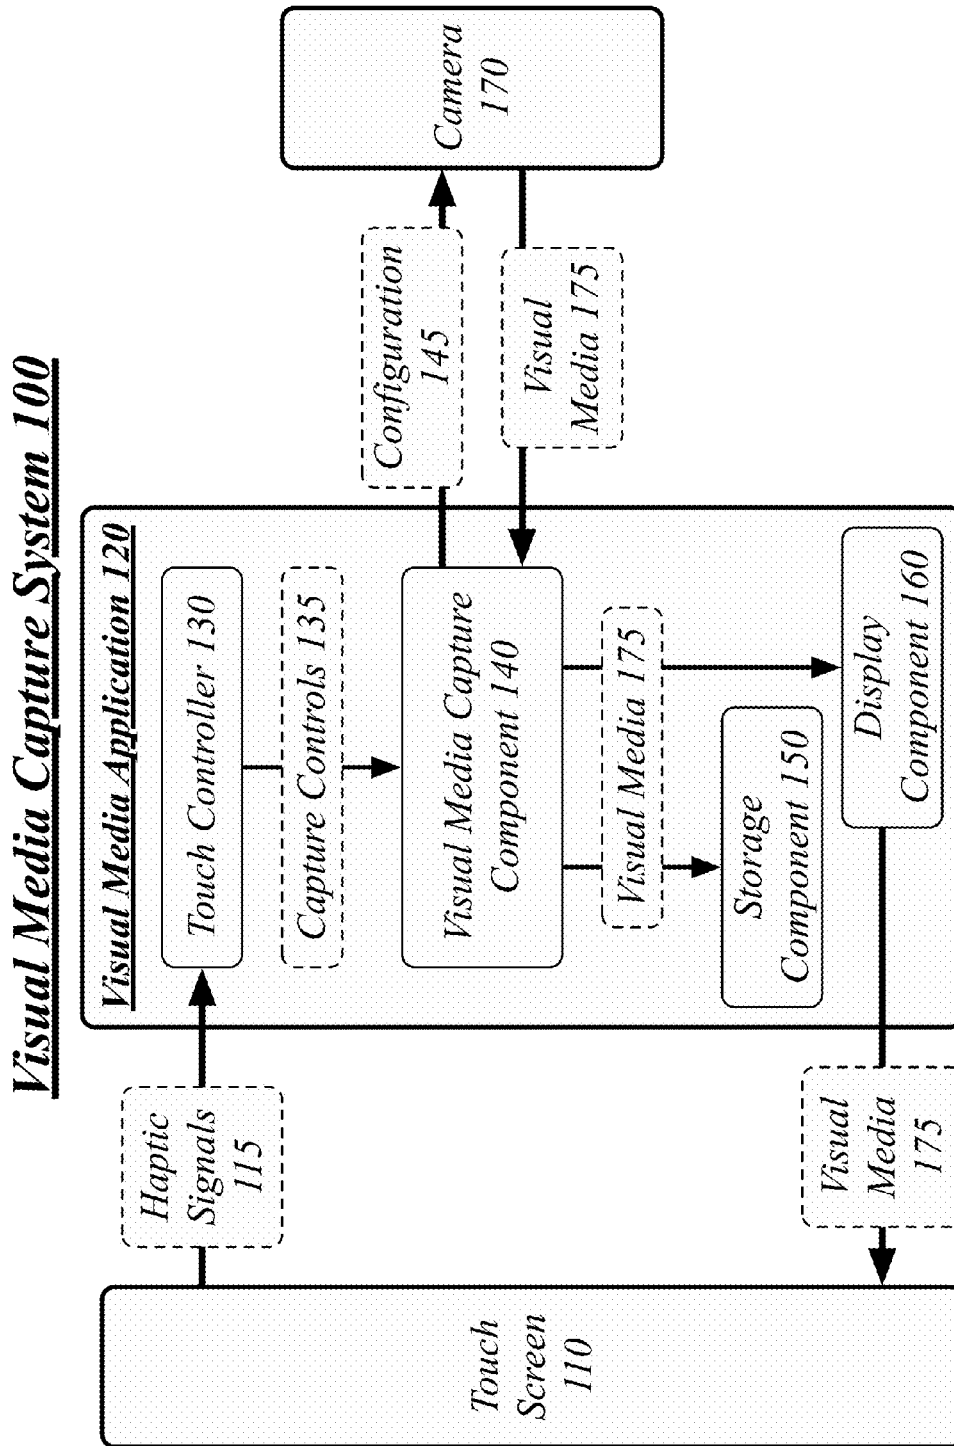 Visual Media Capture System 100
Visual Media Application 120
Haptic
Signals
115
Touch Controller 130
Capture Controls 135
Configuration
145
Camera
170
Visual
Media 175
Visual Media Capture
Component 140
Visual Media 175
Touch
Screen
110
Storage
Component 150
Display
Component 160
Visual
Media
175